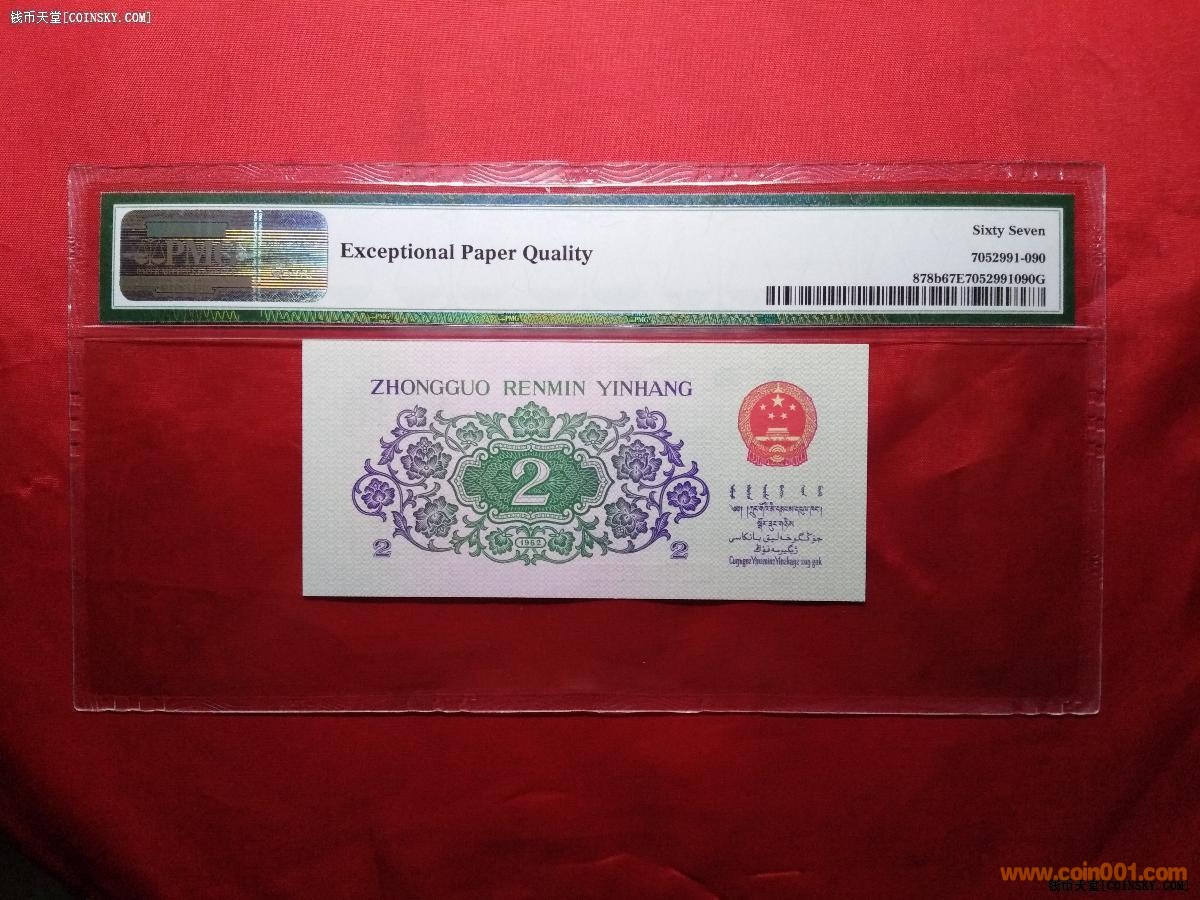 钱币天堂[COINSKY.COM]
PMG
Exceptional Paper Quality
Sixty Seven
7052991-090
878b67E7052991090G
ZHONGGUO RENMIN YINHANG
2
1962
2 2
www.coin001.com
钱币天堂[COINSKY.COM]